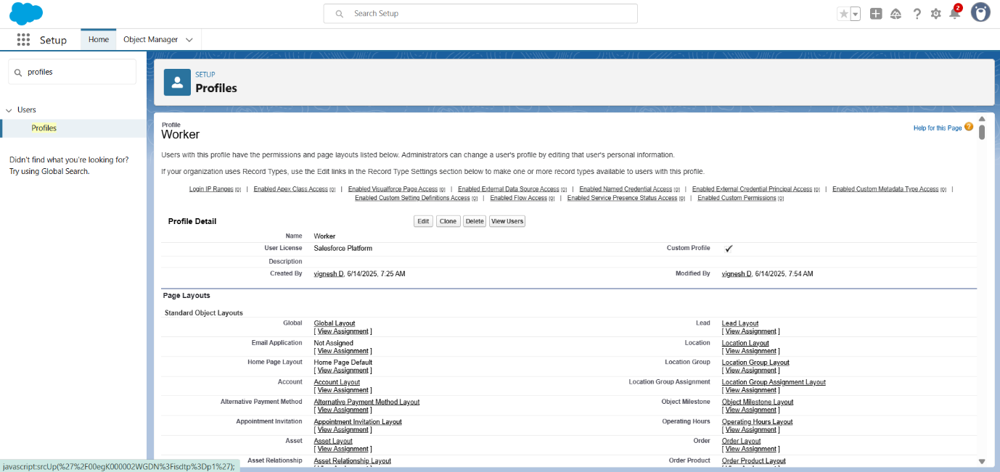 Search Setup
2
Setup
Home
Object Manager
profiles
Users
Profiles
Didn't find what you're looking for?
Try using Global Search.
SETUP
Profiles
Profile
Worker
Help for this Page ?
Users with this profile have the permissions and page layouts listed below. Administrators can change a user's profile by editing that user's personal information.
If your organization uses Record Types, use the Edit links in the Record Type Settings section below to make one or more record types available to users with this profile.
Login IP Ranges [0] | Enabled Apex Class Access [0] | Enabled Visualforce Page Access [0] | Enabled External Data Source Access [0] | Enabled Named Credential Access [0] | Enabled External Credential Principal Access [0] | Enabled Custom Metadata Type Access [0] |
Enabled Custom Setting Definitions Access [0] | Enabled Flow Access [0] | Enabled Service Presence Status Access [0] | Enabled Custom Permissions [0]
Profile Detail Edit Clone Delete View Users
Name Worker
User License Salesforce Platform Custom Profile
Description
Created By vignesh D, 6/14/2025, 7:25 AM Modified By vignesh D, 6/14/2025, 7:54 AM
Page Layouts
Standard Object Layouts
Global Global Layout Lead Lead Layout
[ View Assignment ] [ View Assignment ]
Email Application Not Assigned Location Location Layout
[ View Assignment ] [ View Assignment ]
Home Page Layout Home Page Default Location Group Location Group Layout
[ View Assignment ] [ View Assignment ]
Account Account Layout Location Group Assignment Location Group Assignment Layout
[ View Assignment ] [ View Assignment ]
Alternative Payment Method Alternative Payment Method Layout Object Milestone Object Milestone Layout
[ View Assignment ] [ View Assignment ]
Appointment Invitation Appointment Invitation Layout Operating Hours Operating Hours Layout
[ View Assignment ] [ View Assignment ]
Asset Asset Layout Order Order Layout
[ View Assignment ] [ View Assignment ]
Asset Relationship Asset Relationship Layout Order Product Order Product Layout
javascript:srcUp(%27%2F00egK000002WGDN%3Fisdtp%3Dp1%27);